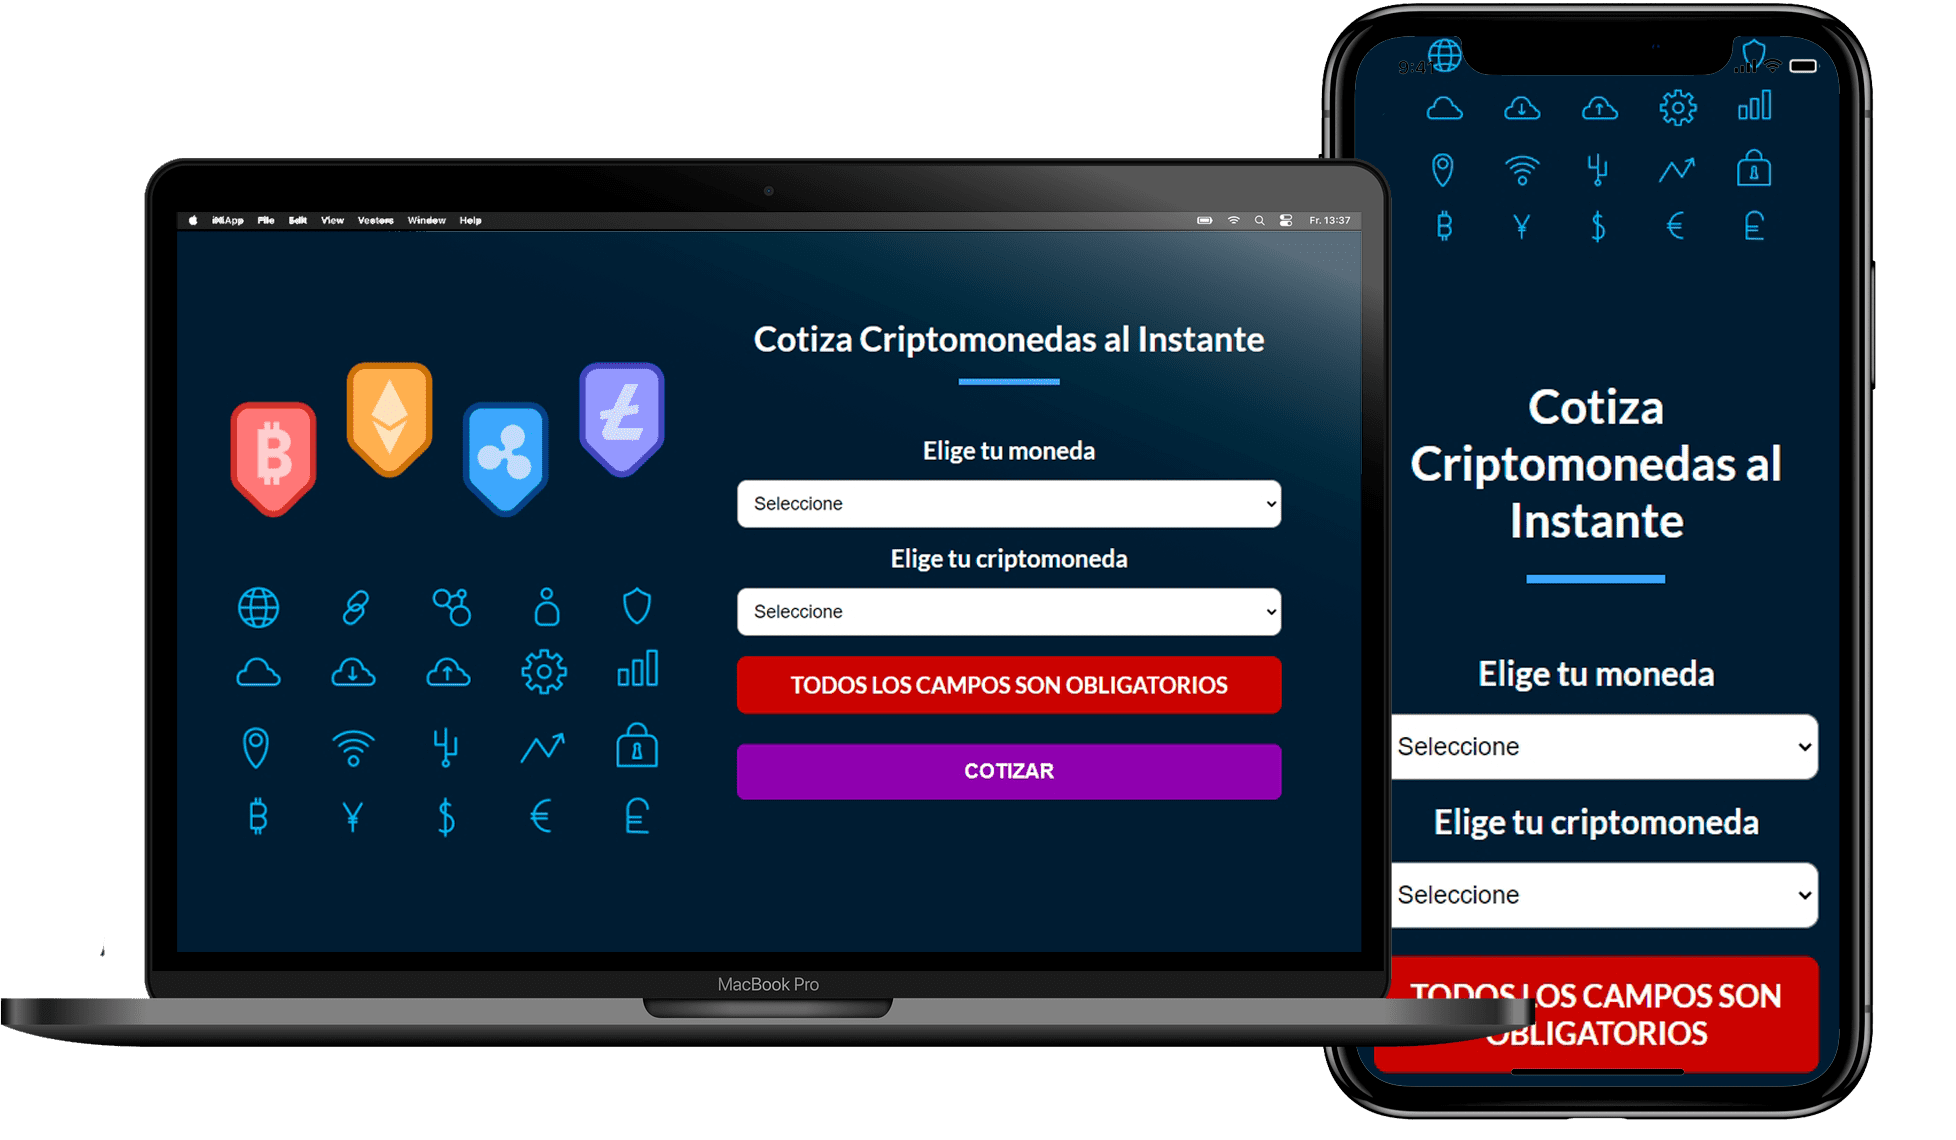 File Edit View Window Help
Fr. 13:37
Cotiza Criptomonedas al Instante
Elige tu moneda
Seleccione
Elige tu criptomoneda
Seleccione
TODOS LOS CAMPOS SON OBLIGATORIOS
COTIZAR
MacBook Pro
9:41
Cotiza
Criptomonedas al
Instante
Elige tu moneda
Seleccione
Elige tu criptomoneda
Seleccione
TODOS LOS CAMPOS SON
OBLIGATORIOS